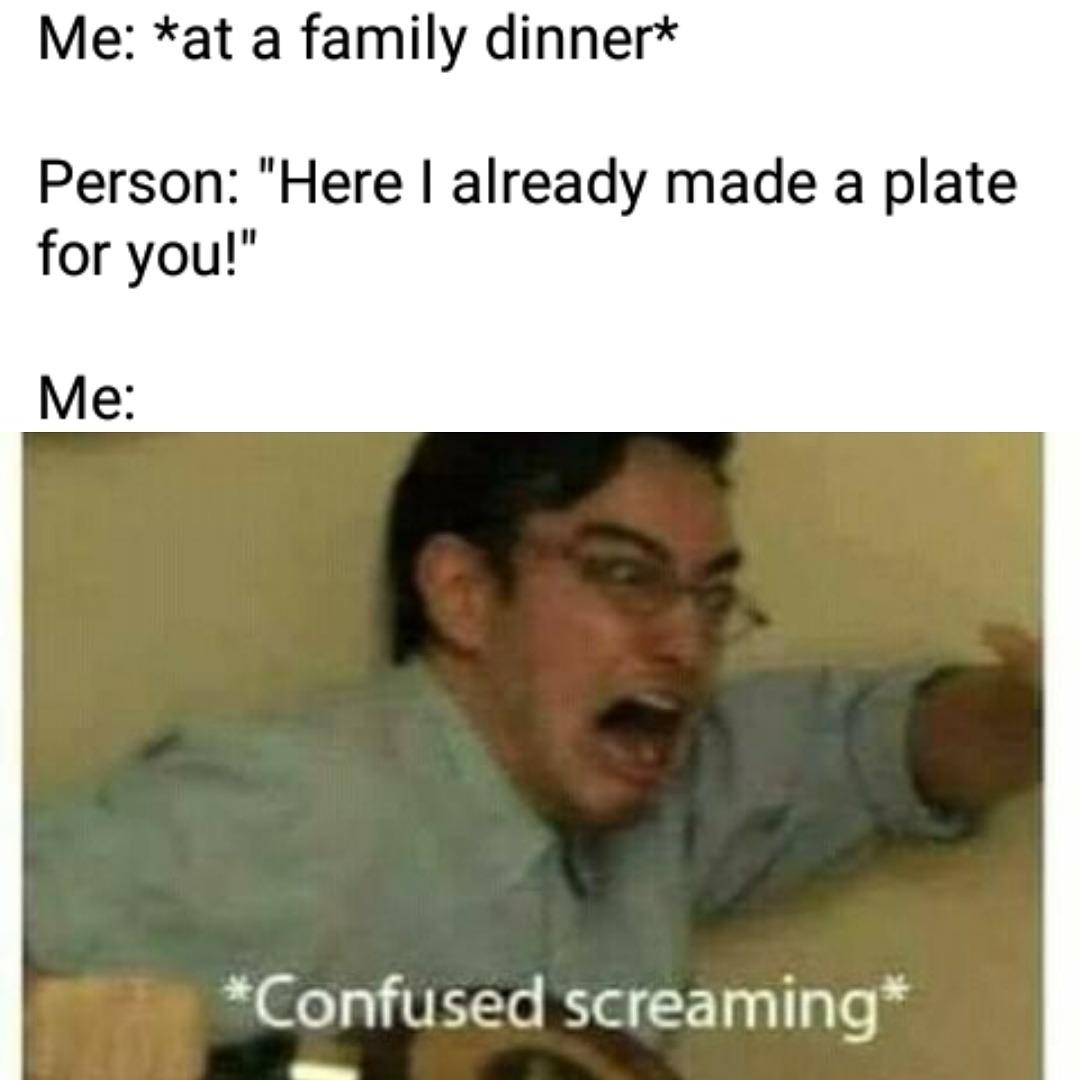 Me: *at a family dinner*
Person: "Here I already made a plate
for you!"
Me:
*Confused screaming*